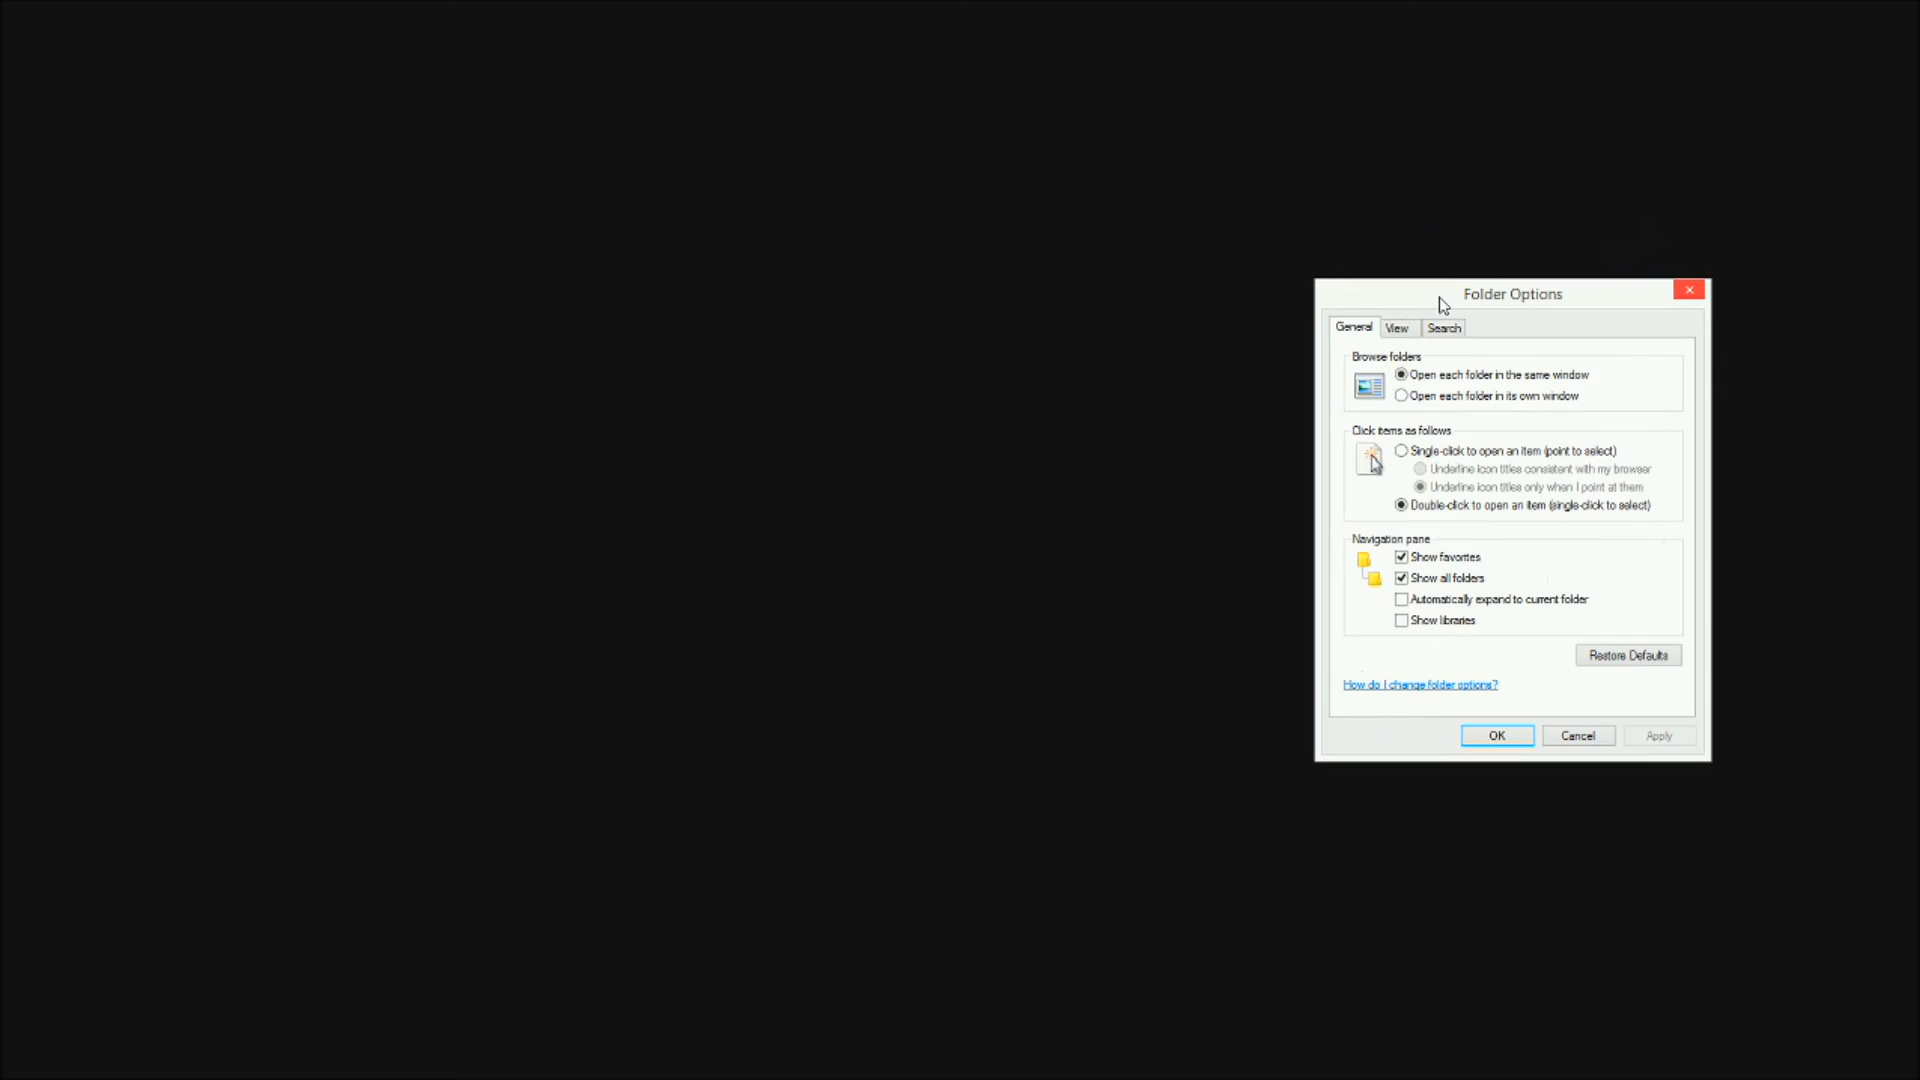 Folder Options
General View Search
Browse folders
Open each folder in the same window
Open each folder in its own window
Click items as follows
Single-click to open an item (point to select)
Underline icon titles consistent with my browser
Underline icon titles only when I point at them
Double-click to open an item (single-click to select)
Navigation pane
Show favorites
Show all folders
Automatically expand to current folder
Show libraries
Restore Defaults
How do I change folder options?
OK Cancel Apply